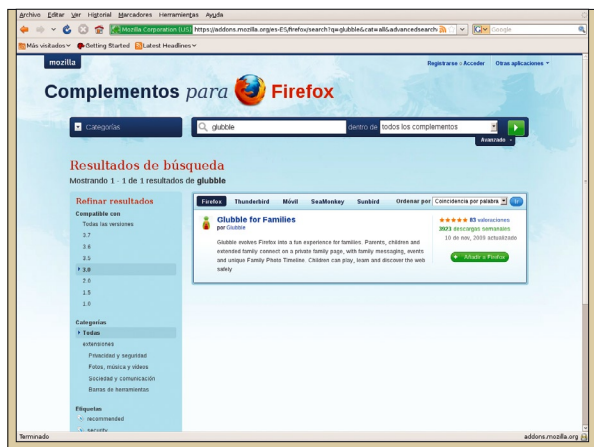 Archivo Editar Ver Historial Marcadores Herramientas Ayuda
Mozilla Corporation (US) https://addons.mozilla.org/es-ES/firefox/search?q=glubble&cat=all&advancedsearch Google
Más visitados Getting Started Latest Headlines
mozilla
Registrarse o Acceder Otras aplicaciones
Complementos para Firefox
Categorías
glubble dentro de todos los complementos
Avanzado
Resultados de búsqueda
Mostrando 1 - 1 de 1 resultados de glubble
Refinar resultados
Compatible con
Todas las versiones
3.7
3.6
3.5
3.0
2.0
1.5
1.0
Categorías
Todas
extensiones
Privacidad y seguridad
Fotos, música y vídeos
Sociedad y comunicación
Barras de herramientas
Etiquetas
recommended
security
Firefox Thunderbird Móvil SeaMonkey Sunbird Ordenar por Coincidencia por palabra
Glubble for Families
por Glubble
Glubble evolves Firefox into a fun experience for families. Parents, children and
extended family connect on a private family page, with family messaging, events
and unique Family Photo Timeline. Children can play, learn and discover the web
safely
83 valoraciones
3923 descargas semanales
10 de nov, 2009 actualizado
+ Añadir a Firefox
Terminado addons.mozilla.org